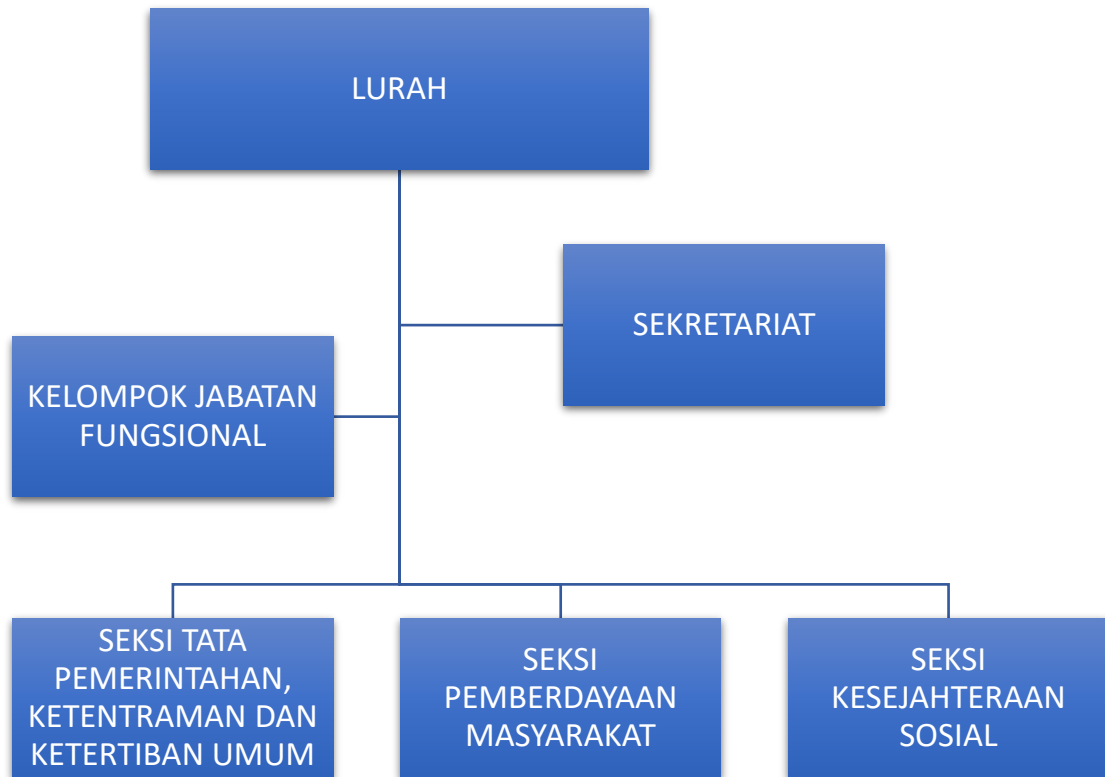 LURAH
SEKRETARIAT
KELOMPOK JABATAN
FUNGSIONAL
SEKSI TATA
PEMERINTAHAN,
KETENTRAMAN DAN
KETERTIBAN UMUM
SEKSI
PEMBERDAYAAN
MASYARAKAT
SEKSI
KESEJAHTERAAN
SOSIAL